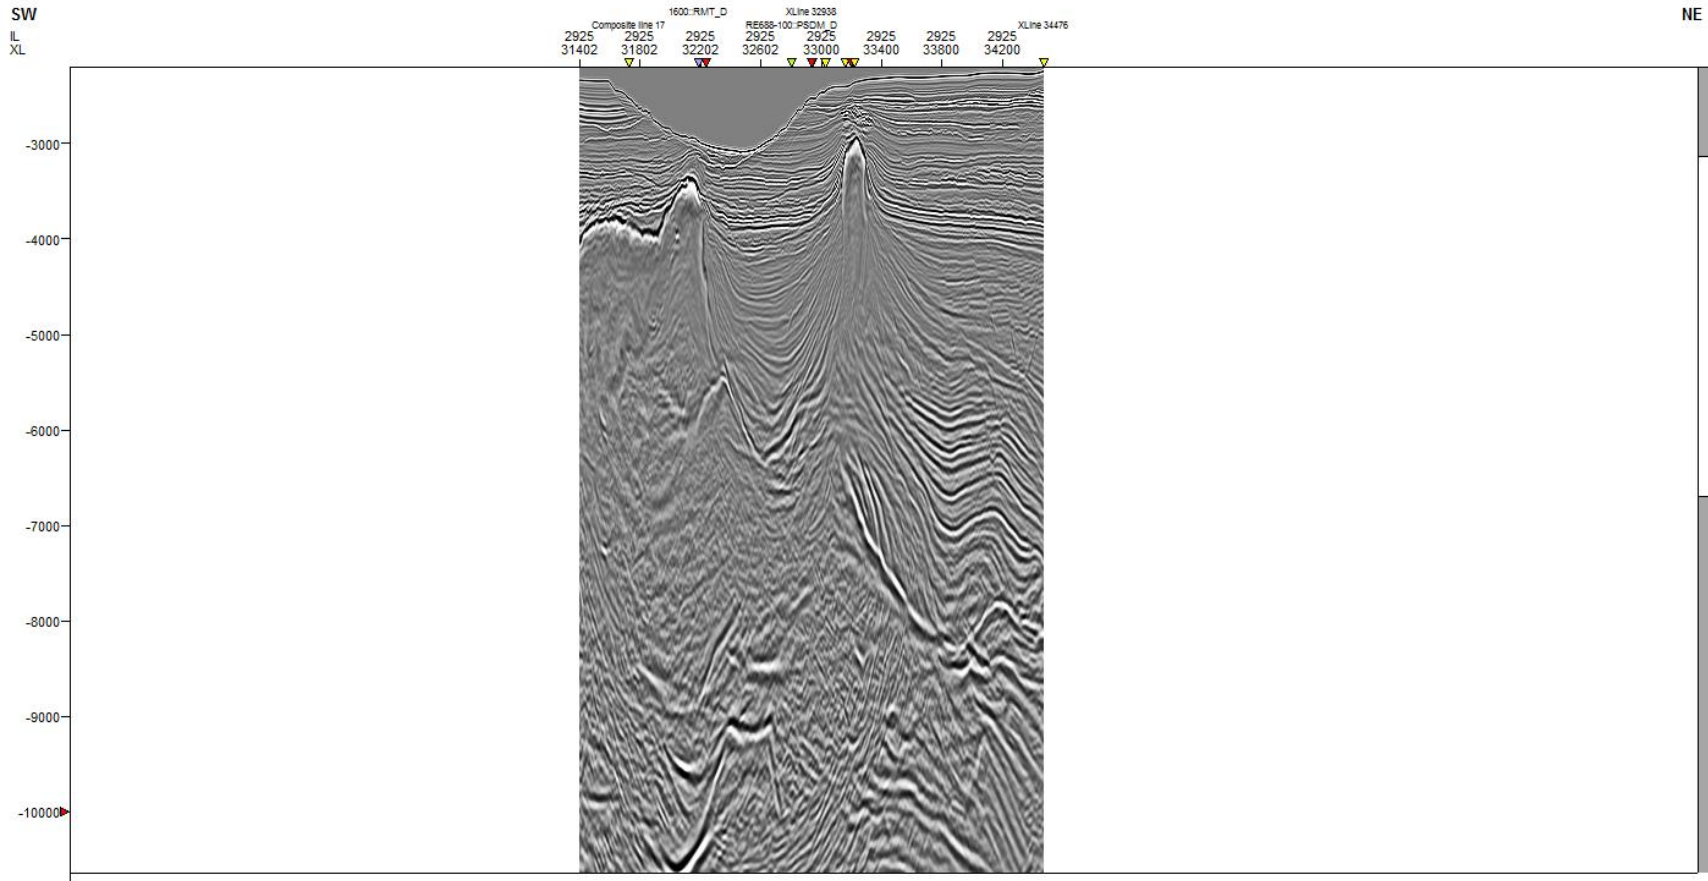 SW
NE
1600::RMT_D
XLine 32938
Composite line 17
RE688-100::PSDM_D
XLine 34476
IL
2925 2925 2925 2925 2925 2925 2925 2925
XL
31402 31802 32202 32602 33000 33400 33800 34200
-3000
-4000
-5000
-6000
-7000
-8000
-9000
-10000